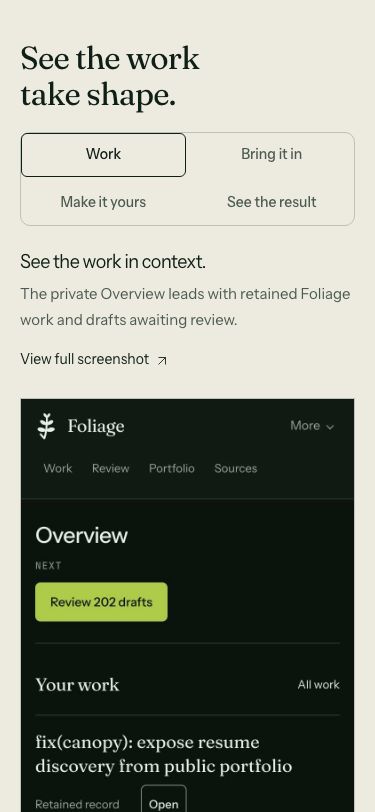 See the work
take shape.
Work
Bring it in
Make it yours
See the result
See the work in context.
The private Overview leads with retained Foliage
work and drafts awaiting review.
View full screenshot
Foliage
More
Work Review Portfolio Sources
Overview
NEXT
Review 202 drafts
Your work
All work
fix(canopy): expose resume
discovery from public portfolio
Retained record
Open